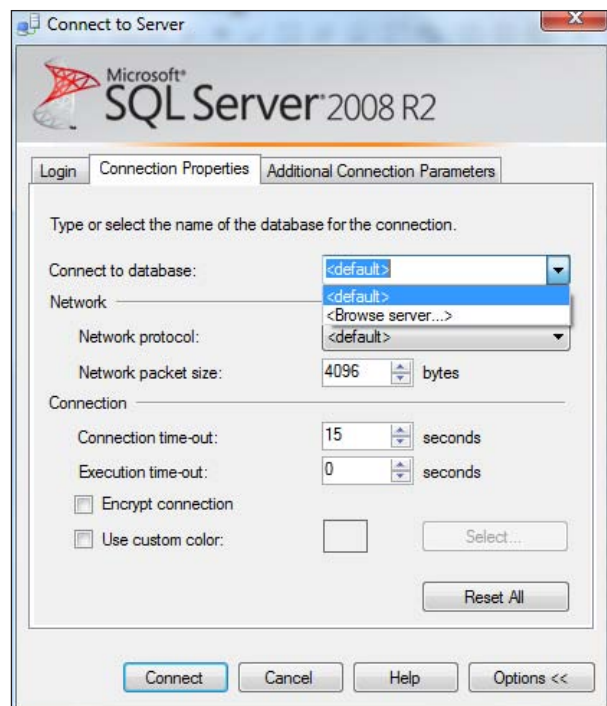 Connect to Server
Microsoft®
SQL Server® 2008 R2
Login Connection Properties Additional Connection Parameters
Type or select the name of the database for the connection.
Connect to database: <default>
<default>
<Browse server...>
Network
Network protocol: <default>
Network packet size: 4096 bytes
Connection
Connection time-out: 15 seconds
Execution time-out: 0 seconds
Encrypt connection
Use custom color: Select...
Reset All
Connect Cancel Help Options <<